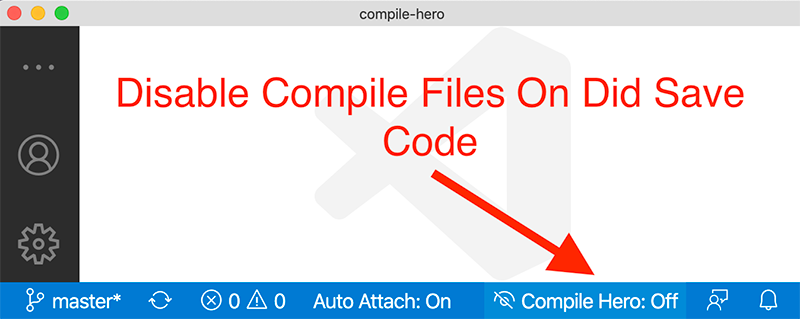 compile-hero
Disable Compile Files On Did Save
Code
master* 0 0 Auto Attach: On Compile Hero: Off